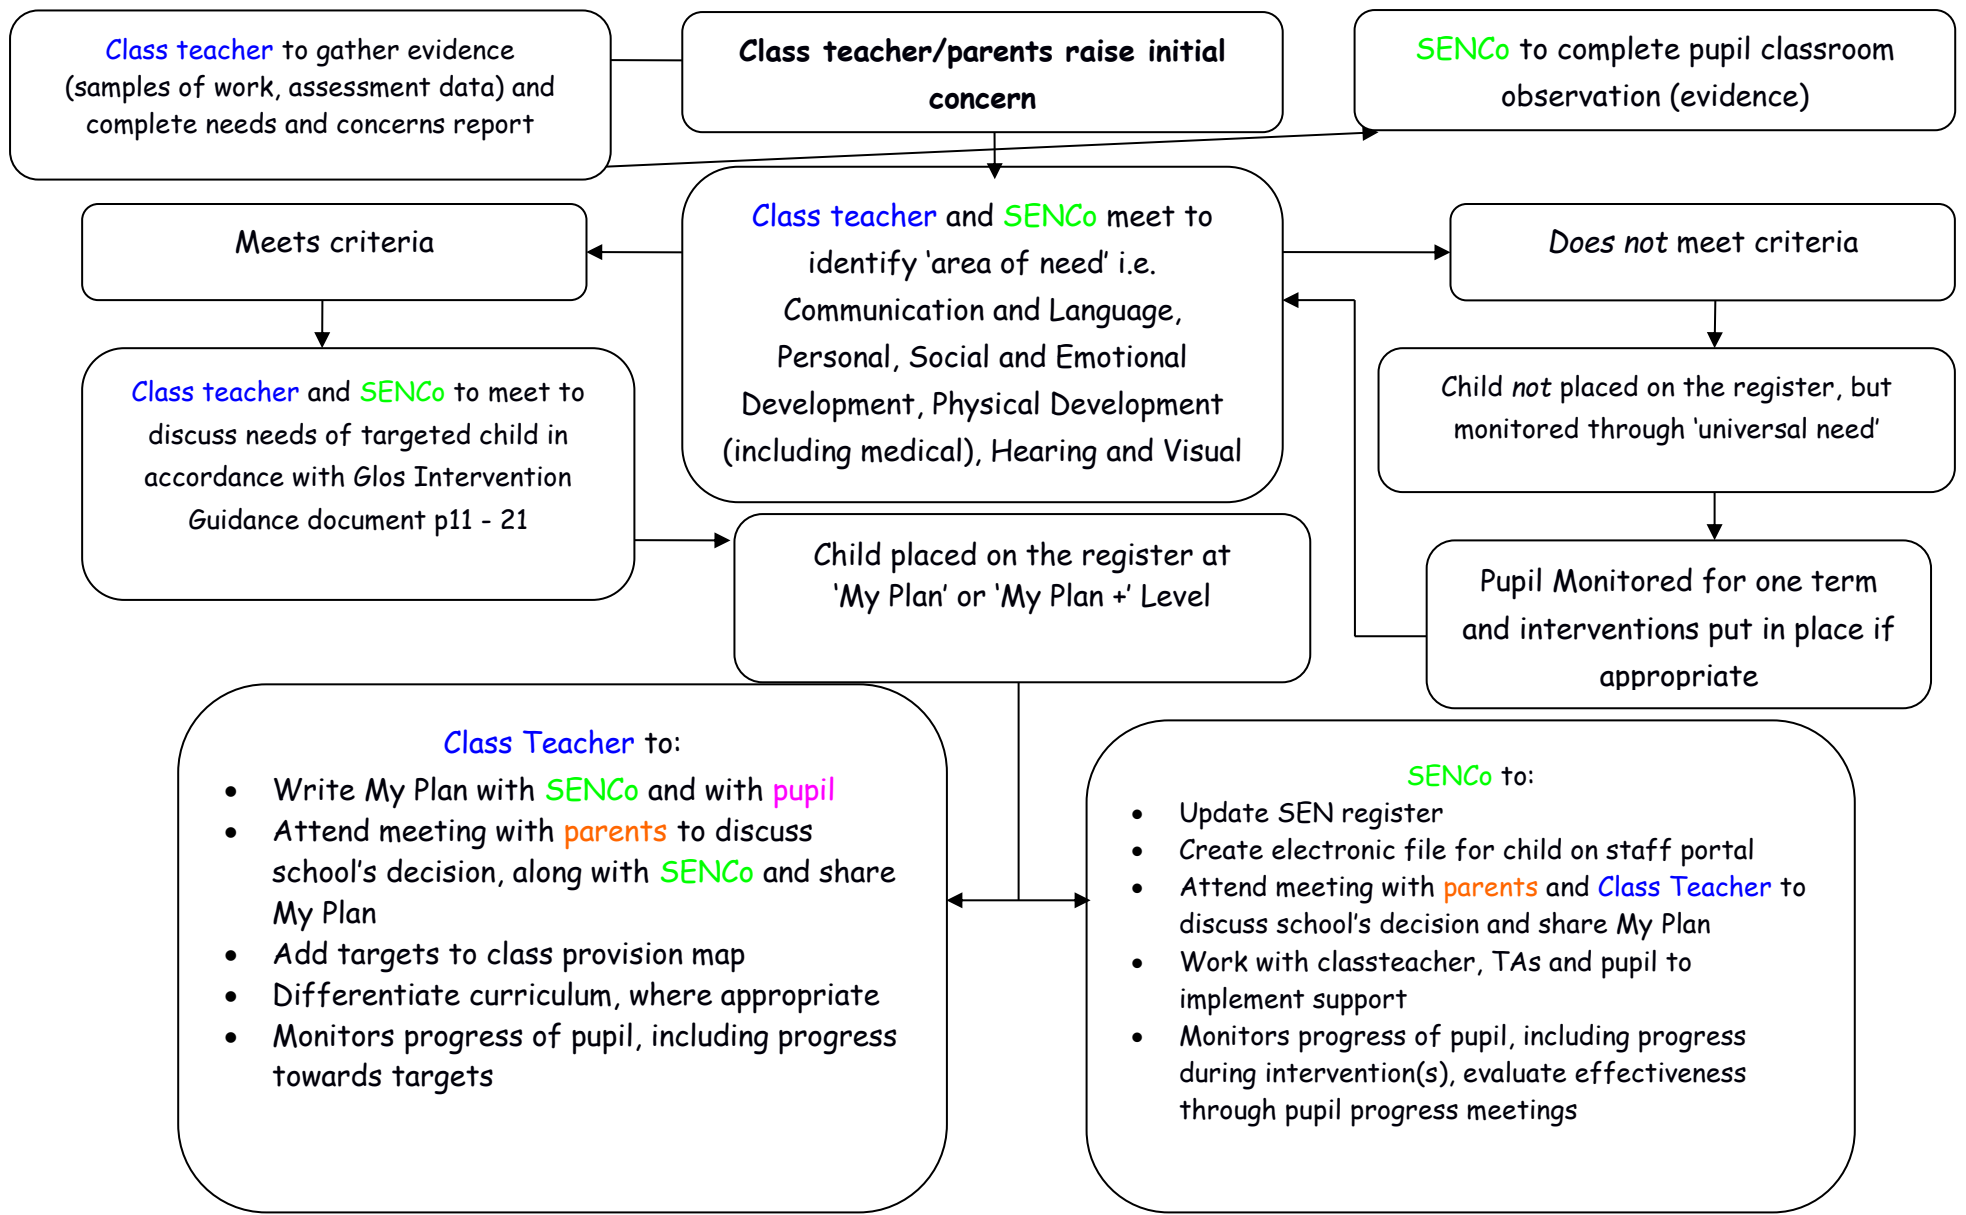 Class teacher to gather evidence
(samples of work, assessment data) and
complete needs and concerns report
Class teacher/parents raise initial
concern
SENCo to complete pupil classroom
observation (evidence)
Meets criteria
Class teacher and SENCo meet to
identify ‘area of need’ i.e.
Communication and Language,
Personal, Social and Emotional
Development, Physical Development
(including medical), Hearing and Visual
Does not meet criteria
Class teacher and SENCo to meet to
discuss needs of targeted child in
accordance with Glos Intervention
Guidance document p11 - 21
Child not placed on the register, but
monitored through ‘universal need’
Child placed on the register at
‘My Plan’ or ‘My Plan +’ Level
Pupil Monitored for one term
and interventions put in place if
appropriate
Class Teacher to:
• Write My Plan with SENCo and with pupil
• Attend meeting with parents to discuss
school’s decision, along with SENCo and share
My Plan
• Add targets to class provision map
• Differentiate curriculum, where appropriate
• Monitors progress of pupil, including progress
towards targets
SENCo to:
• Update SEN register
• Create electronic file for child on staff portal
• Attend meeting with parents and Class Teacher to
discuss school’s decision and share My Plan
• Work with classteacher, TAs and pupil to
implement support
• Monitors progress of pupil, including progress
during intervention(s), evaluate effectiveness
through pupil progress meetings